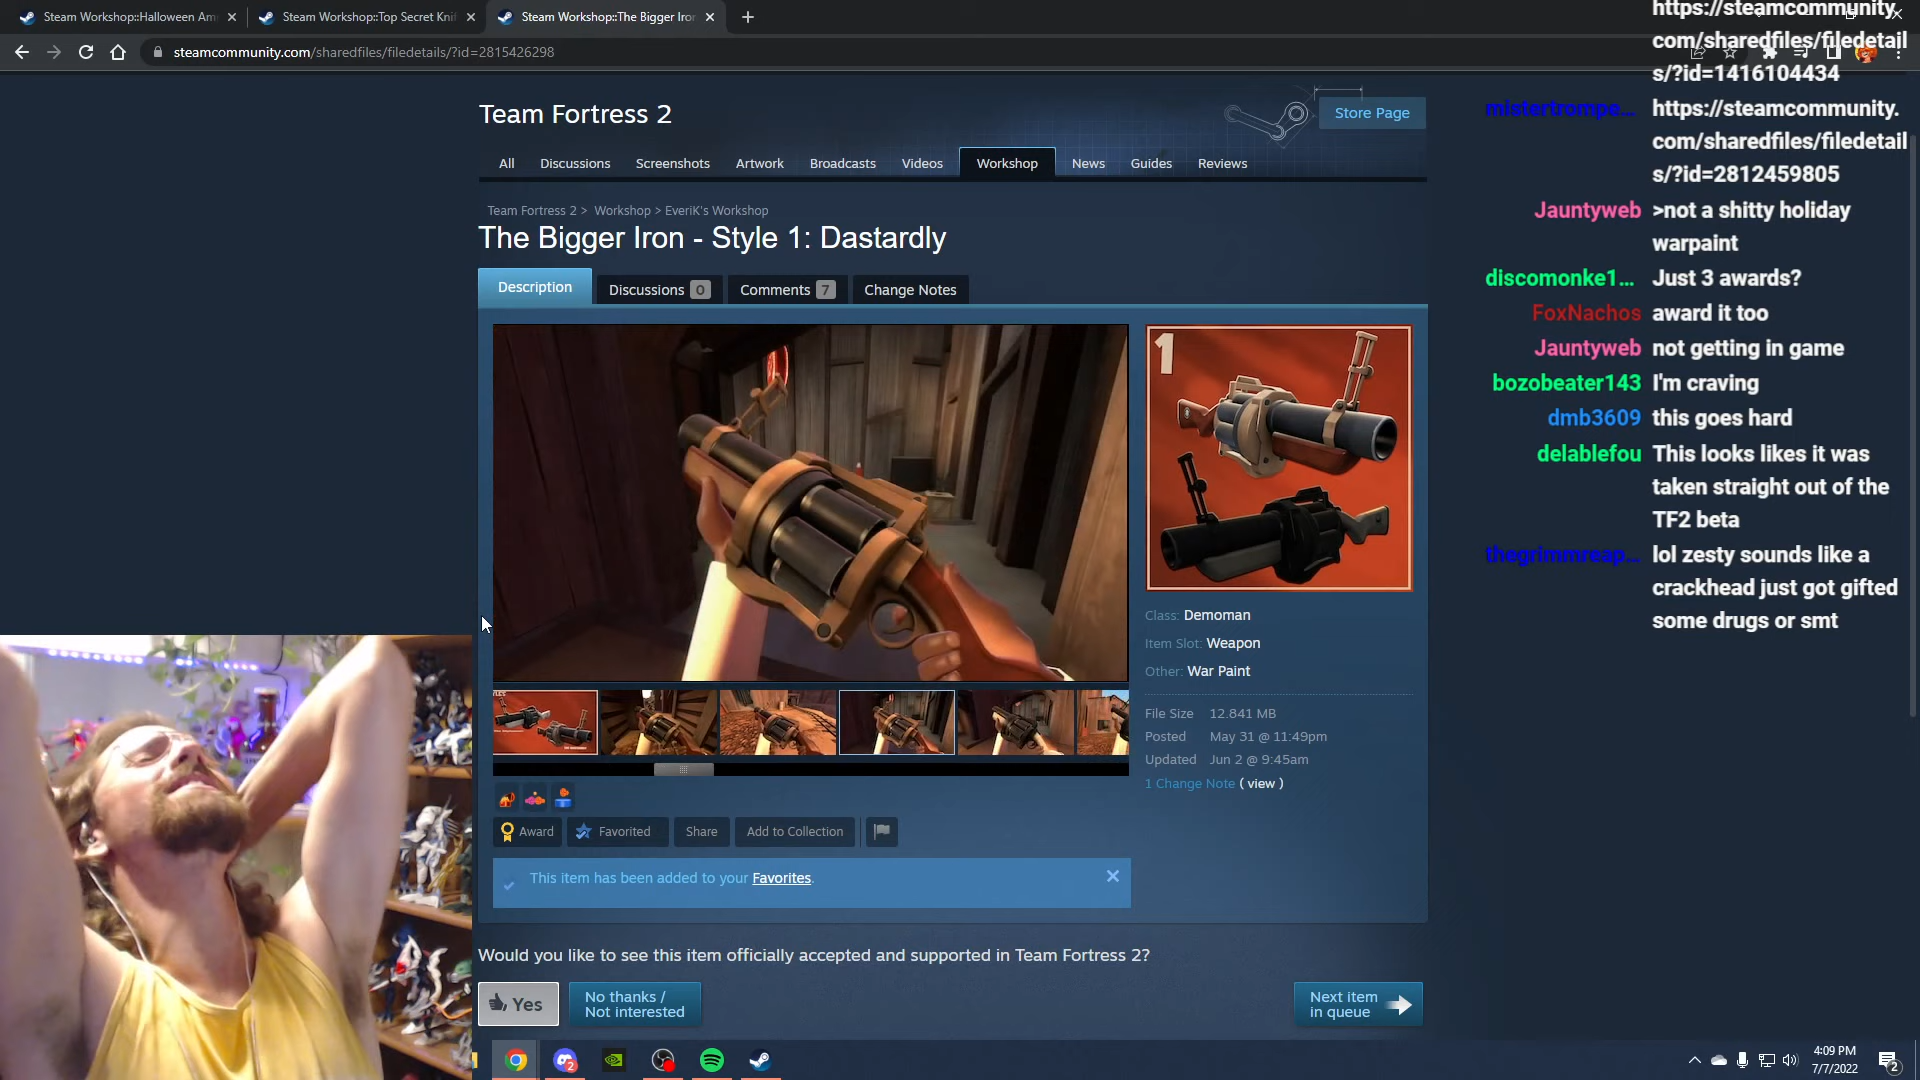 Steam Workshop::Halloween Am
Steam Workshop::Top Secret Knif
Steam Workshop::The Bigger Iron
steamcommunity.com/sharedfiles/filedetails/?id=2815426298
Team Fortress 2
Store Page
All
Discussions
Screenshots
Artwork
Broadcasts
Videos
Workshop
News
Guides
Reviews
Team Fortress 2 > Workshop > EveriK's Workshop
The Bigger Iron - Style 1: Dastardly
Description
Discussions 0
Comments 7
Change Notes
1
Class: Demoman
Item Slot: Weapon
Other: War Paint
File Size 12.841 MB
Posted May 31 @ 11:49pm
Updated Jun 2 @ 9:45am
1 Change Note ( view )
Award
Favorited
Share
Add to Collection
This item has been added to your Favorites.
Would you like to see this item officially accepted and supported in Team Fortress 2?
Yes
No thanks /
Not interested
Next item
in queue
https://steamcommunity.
com/sharedfiles/filedetail
s/?id=1416104434
mistertrompe... https://steamcommunity.
com/sharedfiles/filedetail
s/?id=2812459805
Jauntyweb >not a shitty holiday
warpaint
discomonke1... Just 3 awards?
FoxNachos award it too
Jauntyweb not getting in game
bozobeater143 I'm craving
dmb3609 this goes hard
delablefou This looks likes it was
taken straight out of the
TF2 beta
thegrimmreap... lol zesty sounds like a
crackhead just got gifted
some drugs or smt
2
4:09 PM
7/7/2022
2